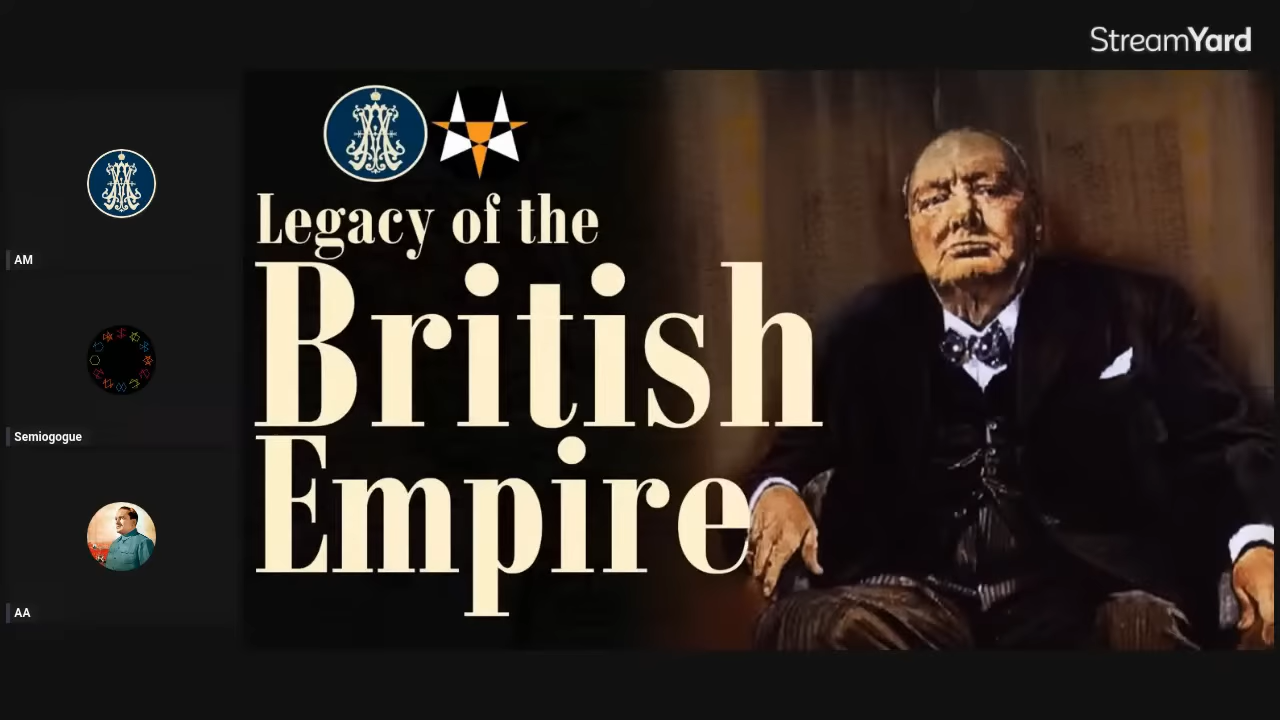 StreamYard
AM
Semiogogue
AA
Legacy of the
British
Empire